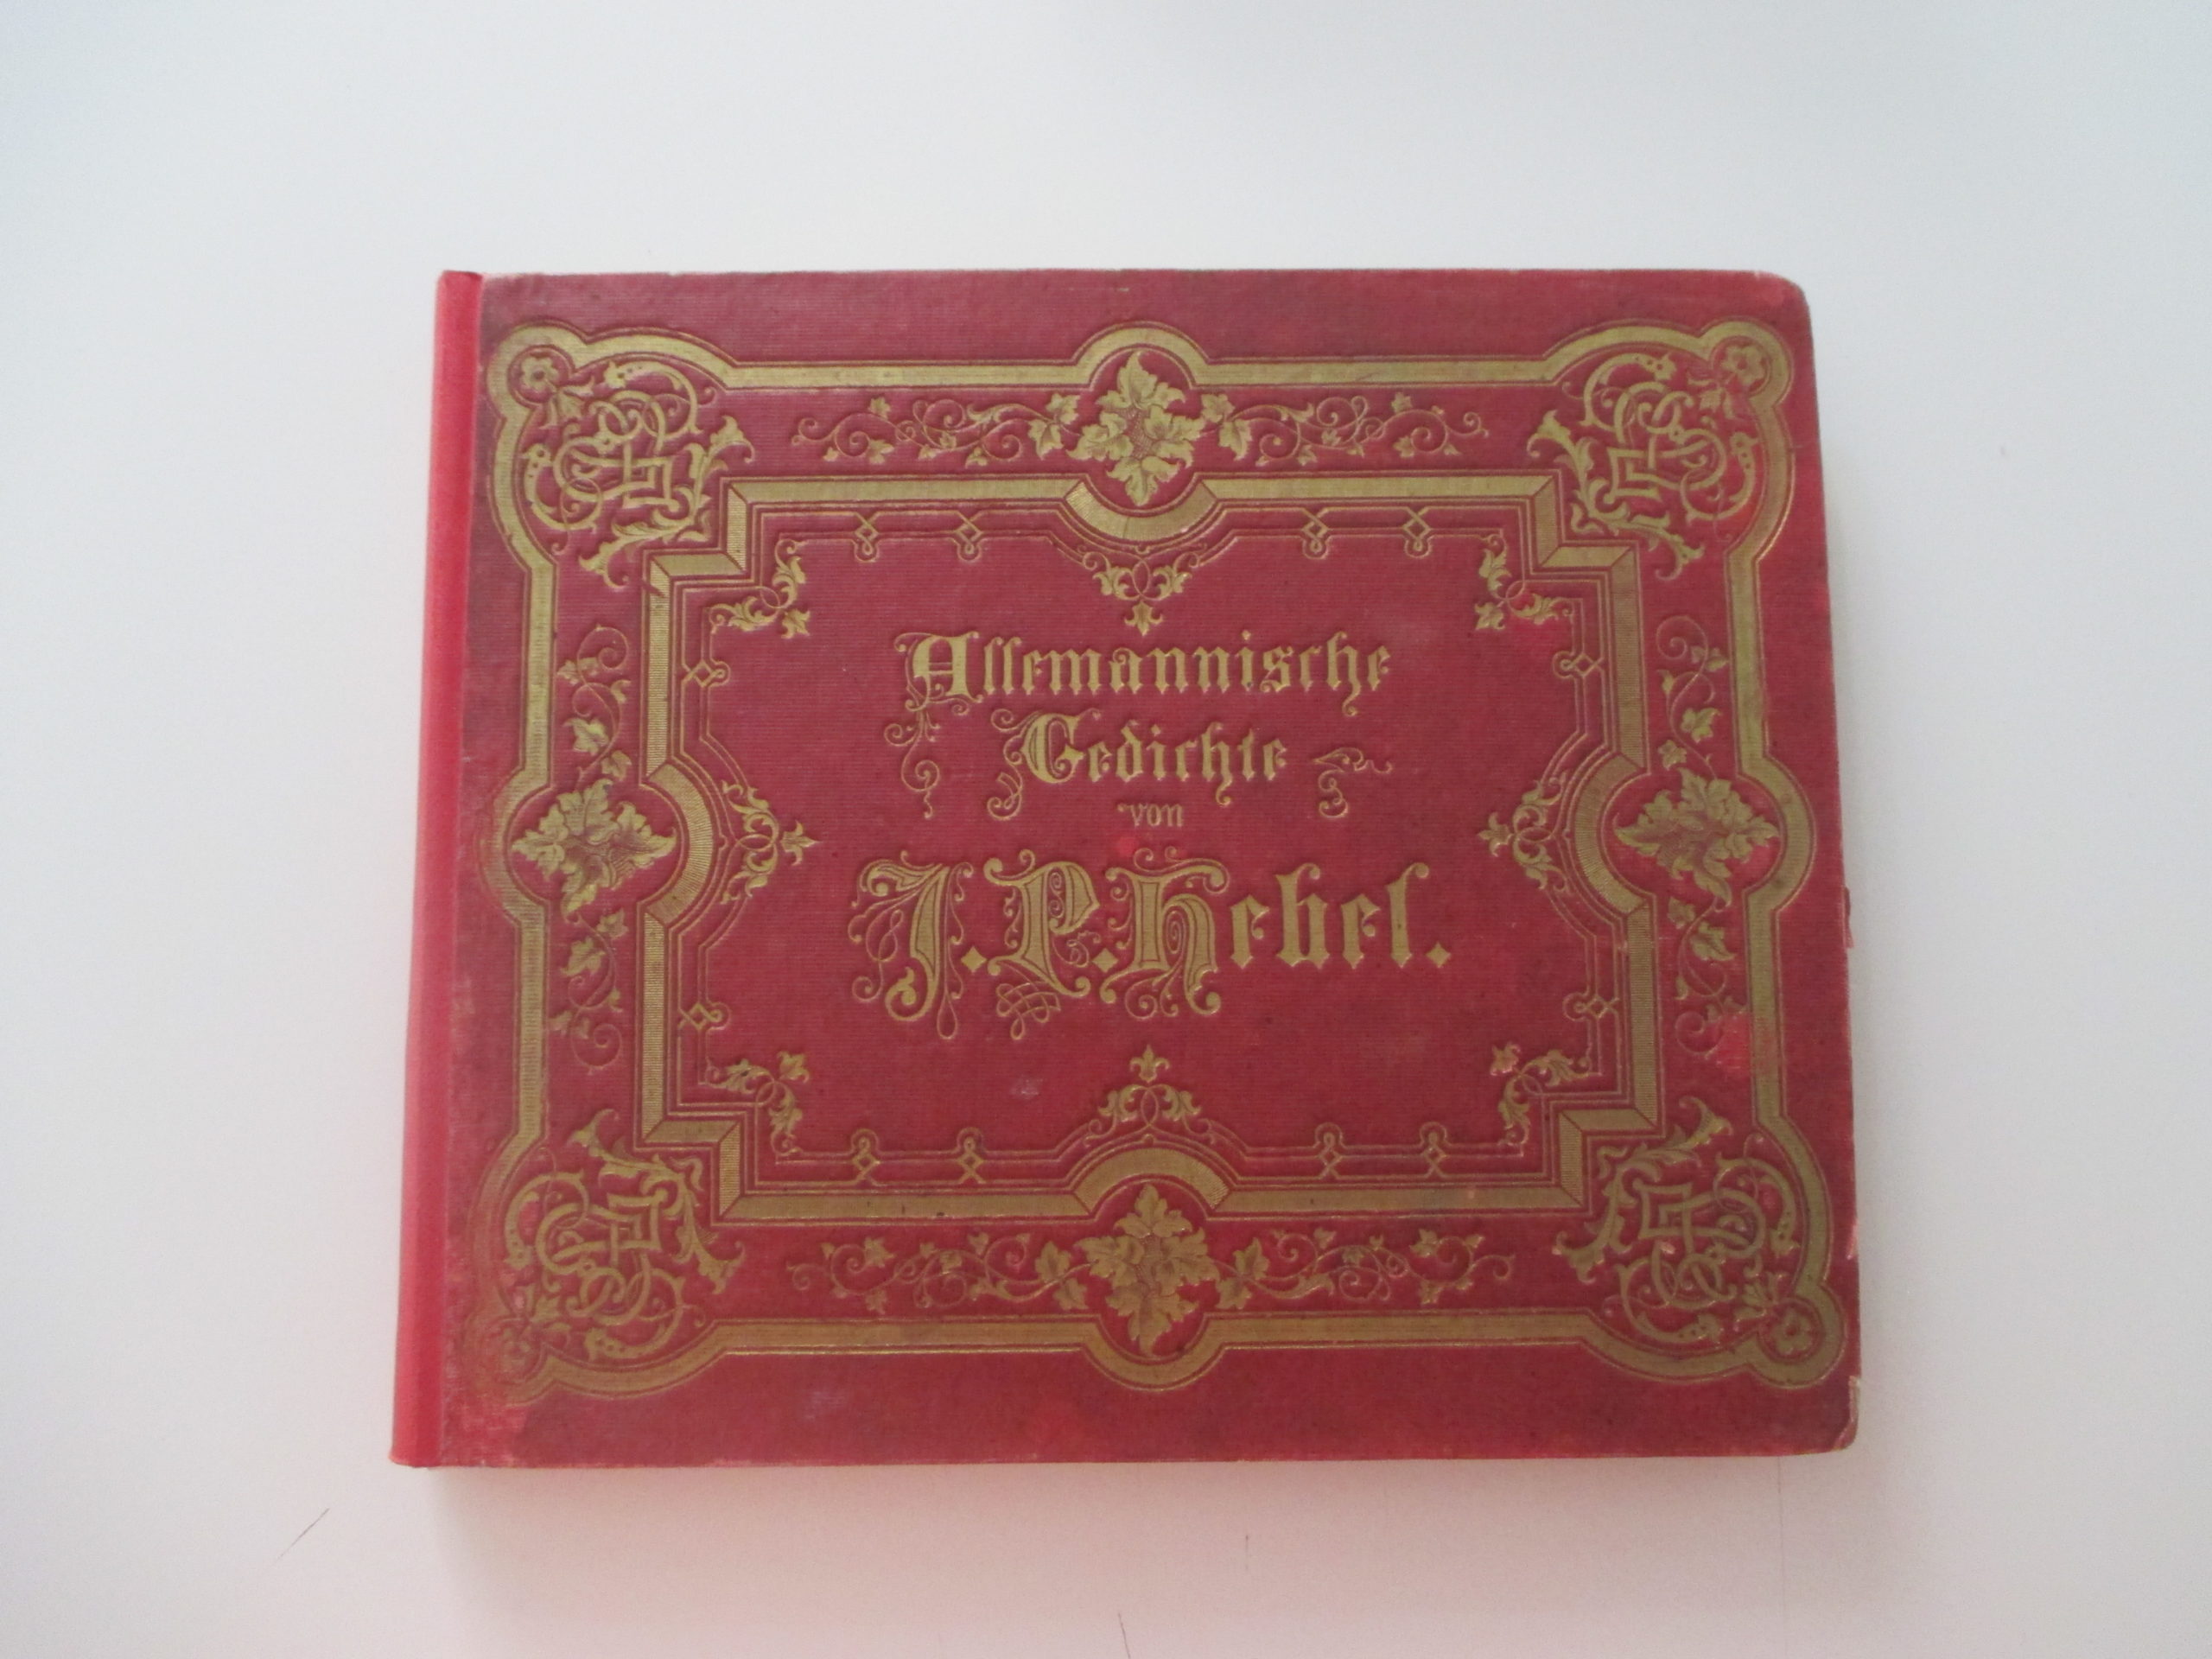 Allemannische
Gedichte
von
J. P. Hebel.